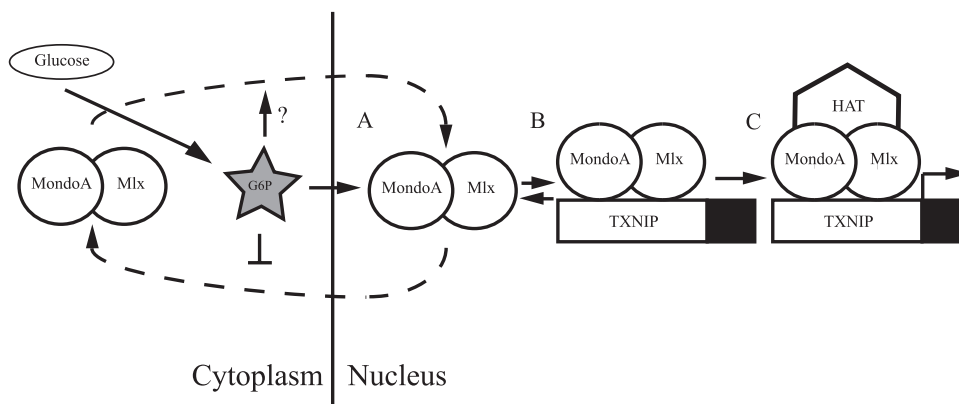 Glucose
?
A
B
C
HAT
MondoA Mlx
G6P
MondoA Mlx
MondoA Mlx
MondoA Mlx
TXNIP
TXNIP
Cytoplasm
Nucleus